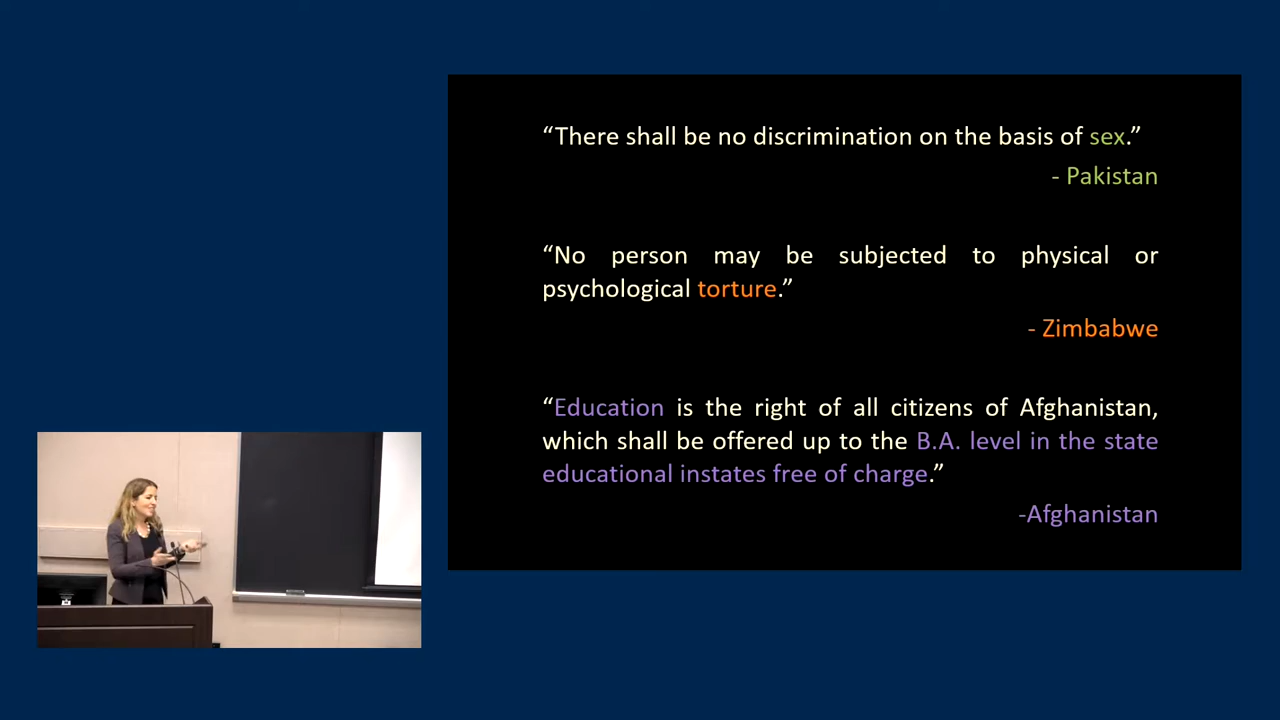 “There shall be no discrimination on the basis of sex.”
- Pakistan
“No person may be subjected to physical or
psychological torture.”
- Zimbabwe
“Education is the right of all citizens of Afghanistan,
which shall be offered up to the B.A. level in the state
educational instates free of charge.”
-Afghanistan